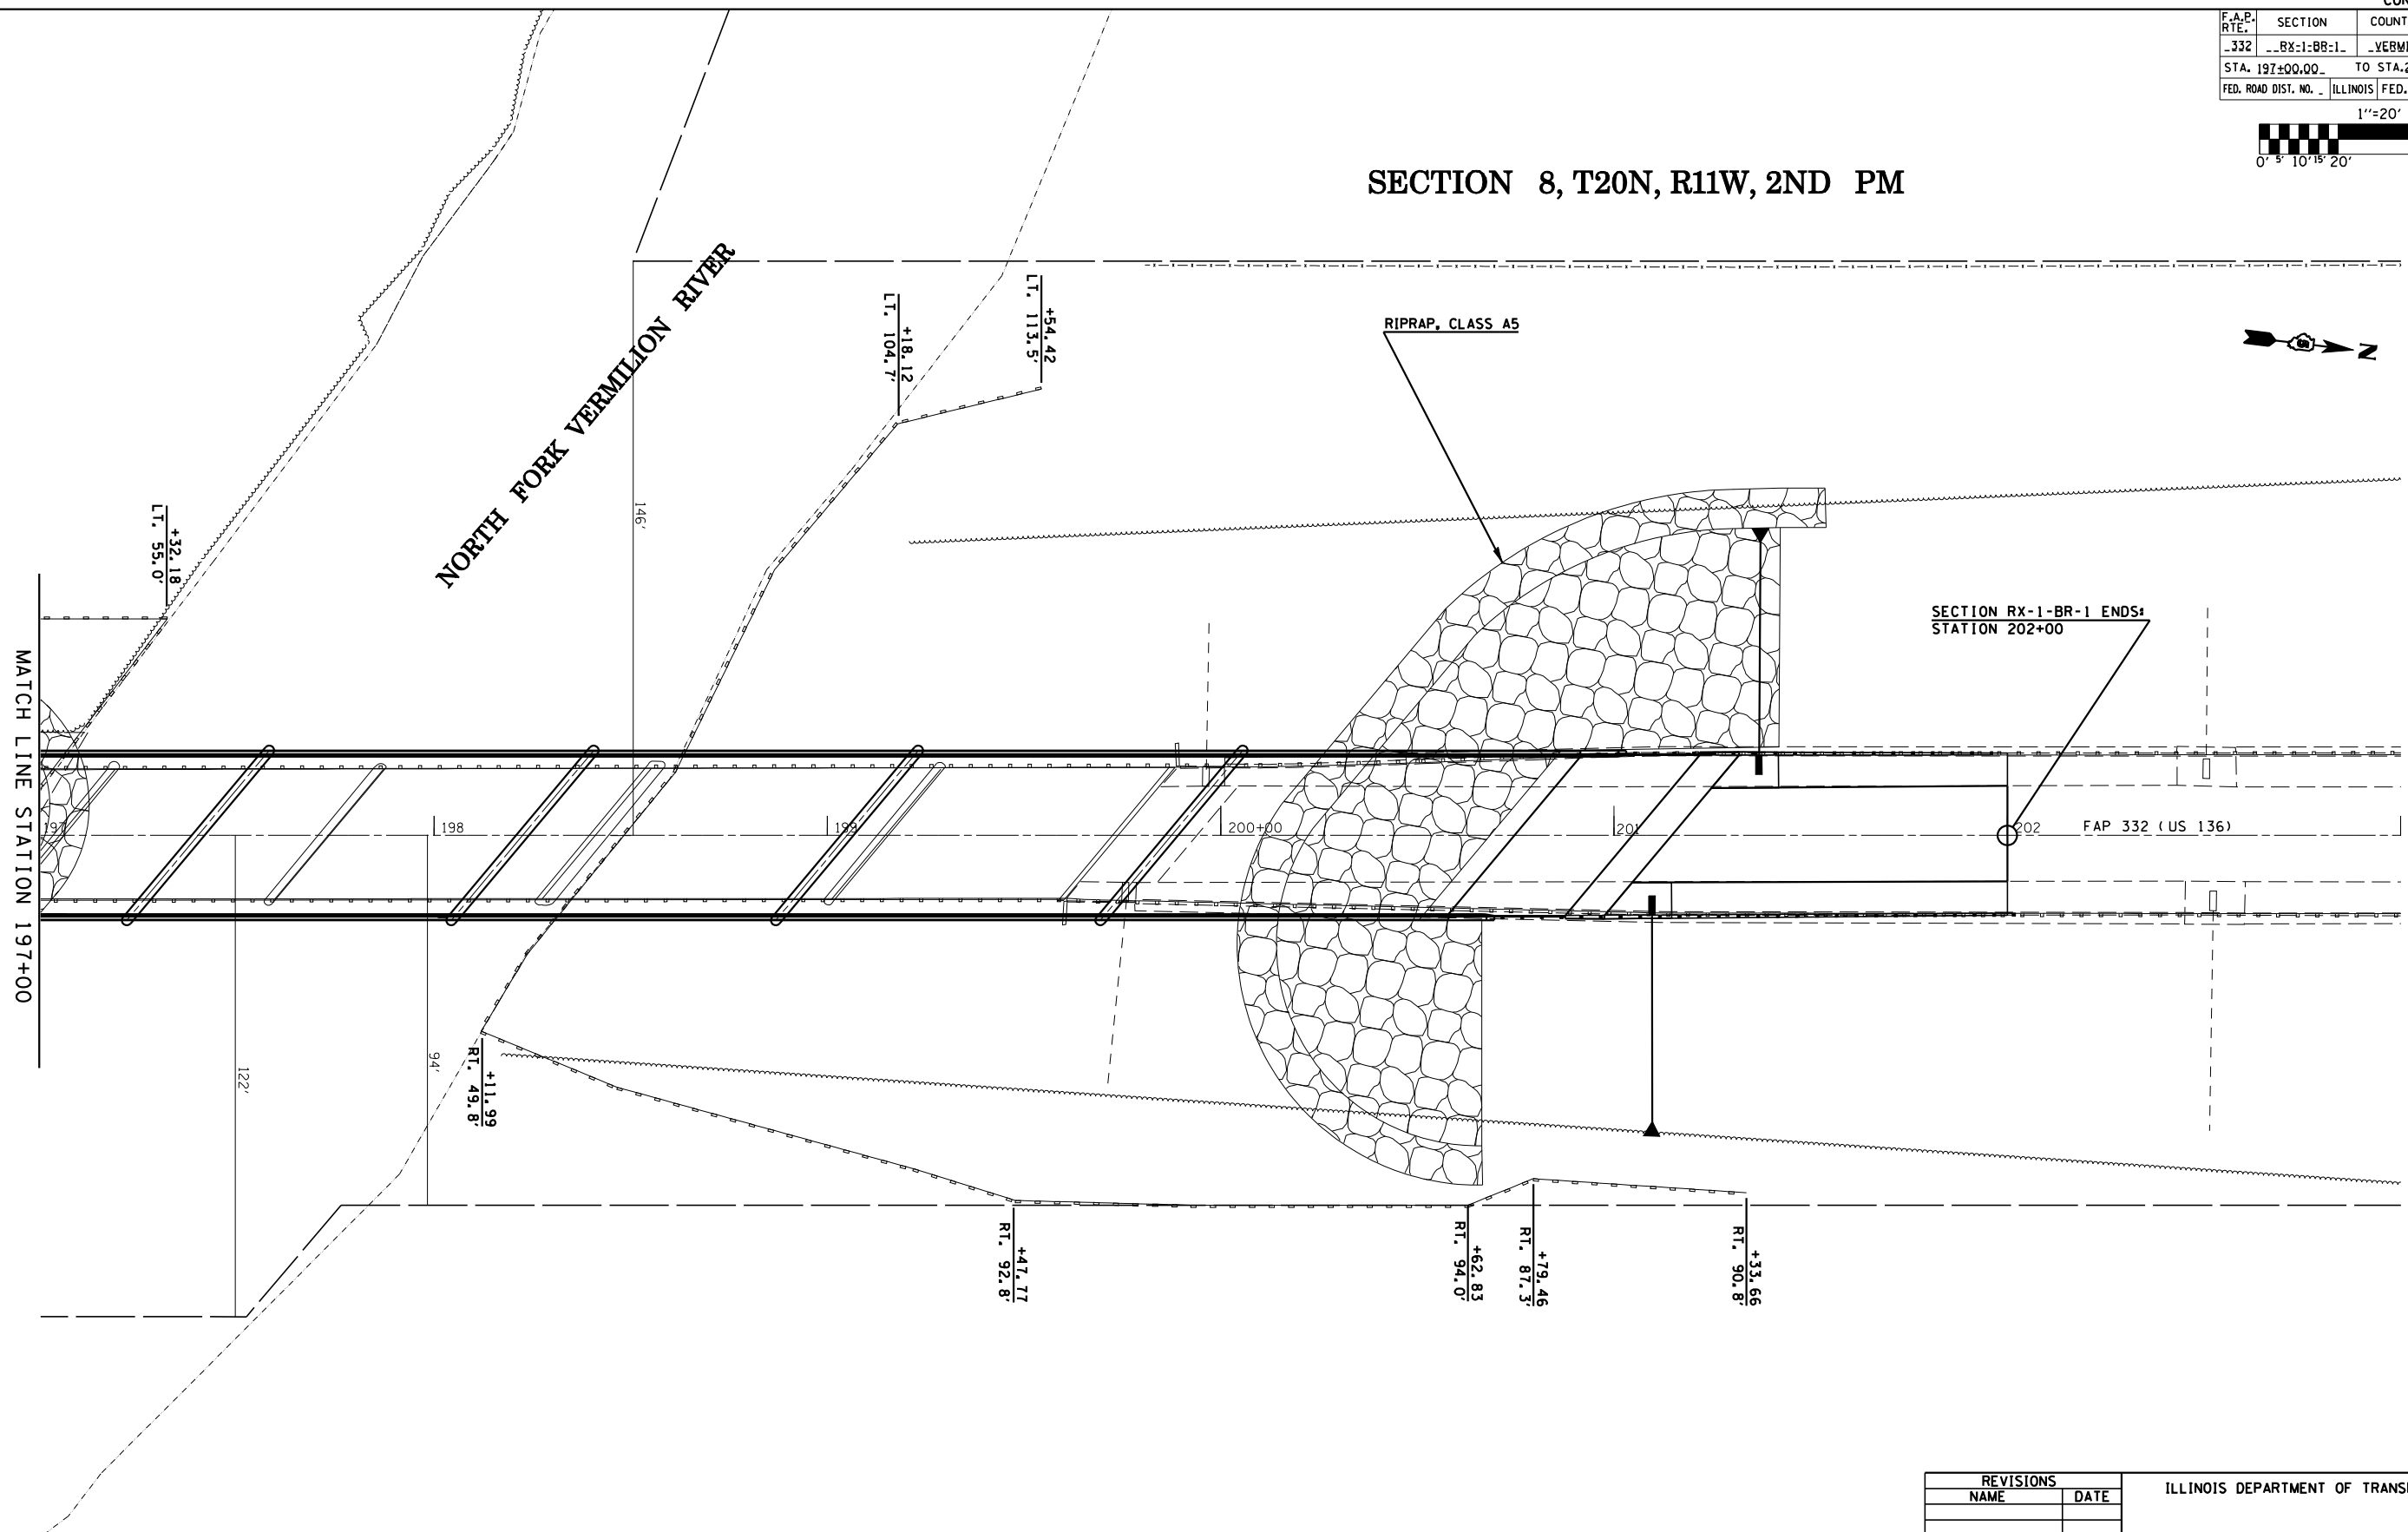 F.A.P. RTE. SECTION
332 RX-1-BR-1
STA. 197+00.00 TO STA.
FED. ROAD DIST. NO. _ ILLINOIS FED.
1''=20'
0' 5' 10' 15' 20'
SECTION 8, T20N, R11W, 2ND PM
NORTH FORK VERMILION RIVER
+54.42
LT. 113.5'
+18.12
LT. 104.7'
RIPRAP, CLASS A5
N
146'
+32.18
LT. 55.0'
SECTION RX-1-BR-1 ENDS:
STATION 202+00
MATCH LINE STATION 197+00
197
198
199
200+00
201
202
FAP 332 (US 136)
122'
94'
+11.99
RT. 49.8'
+47.77
RT. 92.8'
+62.83
RT. 94.0'
+79.46
RT. 87.3'
+33.66
RT. 90.8'
REVISIONS
NAME DATE
ILLINOIS DEPARTMENT OF